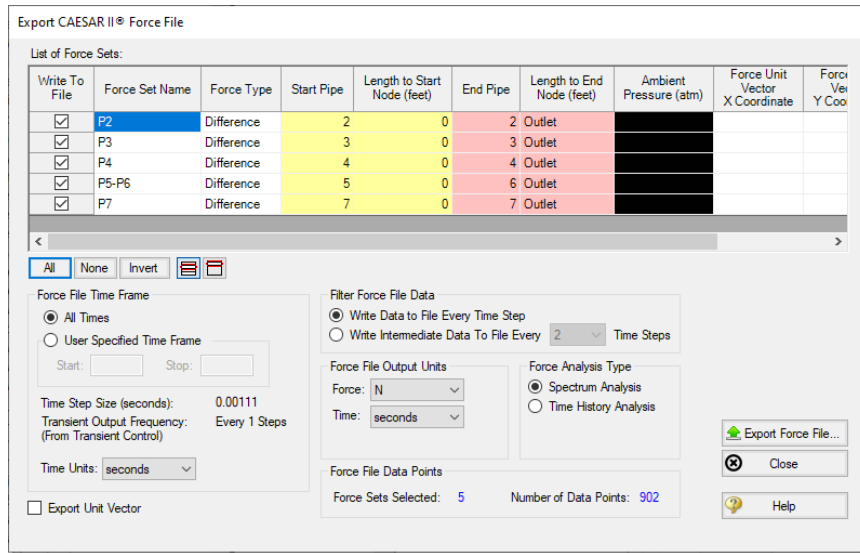 Export CAESAR II® Force File
List of Force Sets:
Write To File Force Set Name Force Type Start Pipe Length to Start Node (feet) End Pipe Length to End Node (feet) Ambient Pressure (atm) Force Unit Vector X Coordinate Force
P2 Difference 2 0 2 Outlet
P3 Difference 3 0 3 Outlet
P4 Difference 4 0 4 Outlet
P5-P6 Difference 5 0 6 Outlet
P7 Difference 7 0 7 Outlet
All None Invert
Force File Time Frame
All Times
User Specified Time Frame
Start: Stop:
Time Step Size (seconds): 0.00111
Transient Output Frequency: Every 1 Steps
(From Transient Control)
Time Units: seconds
Export Unit Vector
Filter Force File Data
Write Data to File Every Time Step
Write Intermediate Data To File Every 2 Time Steps
Force File Output Units
Force: N
Time: seconds
Force Analysis Type
Spectrum Analysis
Time History Analysis
Force File Data Points
Force Sets Selected: 5 Number of Data Points: 902
Export Force File...
Close
Help